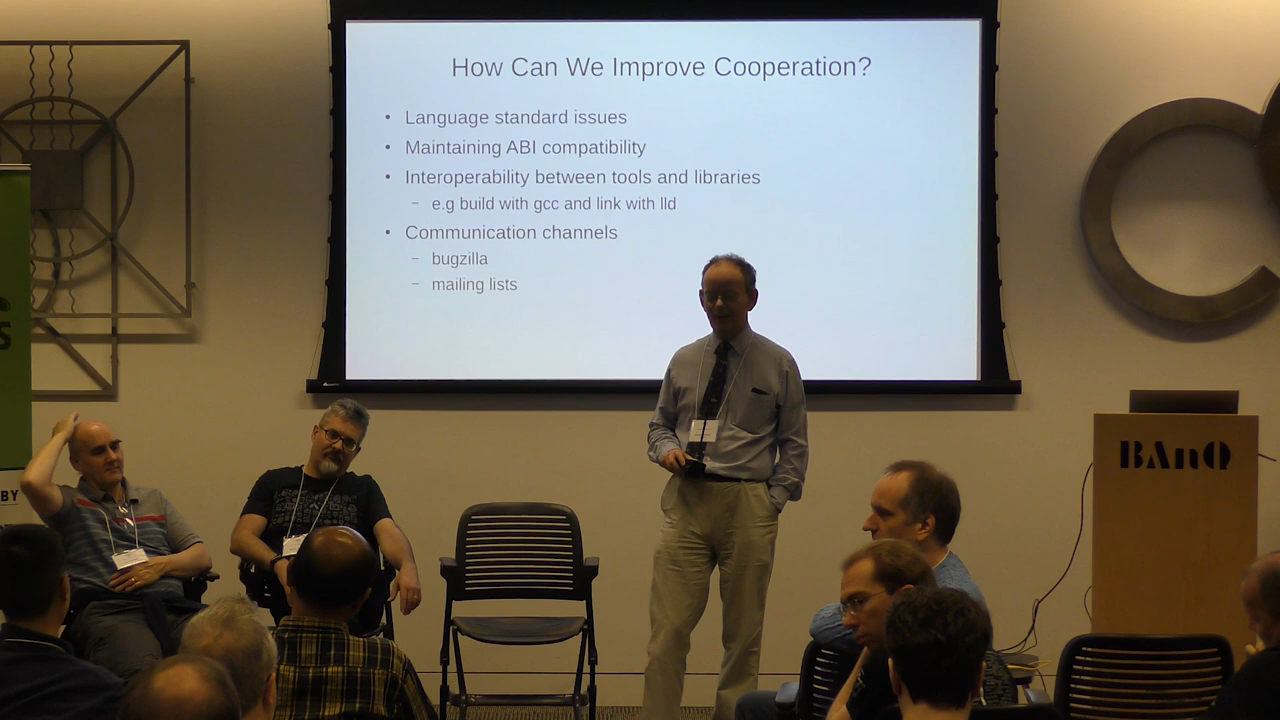 How Can We Improve Cooperation?
• Language standard issues
• Maintaining ABI compatibility
• Interoperability between tools and libraries
– e.g build with gcc and link with lld
• Communication channels
– bugzilla
– mailing lists
S
BY
BAnQ